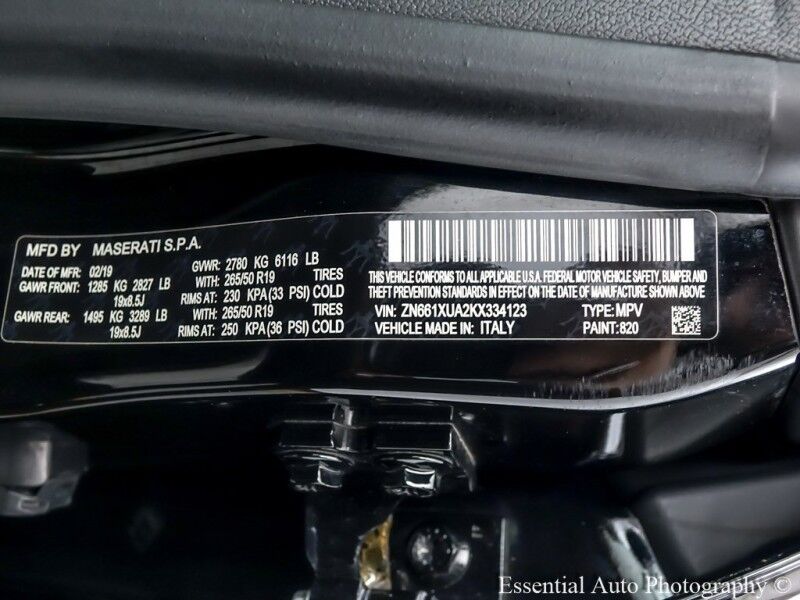 MFD BY MASERATI S.P.A.
DATE OF MFR: 02/19 GVWR: 2780 KG 6116 LB
GAWR FRONT: 1285 KG 2827 LB WITH: 265/50 R19 TIRES
19x8.5J RIMS AT: 230 KPA (33 PSI) COLD
GAWR REAR: 1495 KG 3289 LB WITH: 265/50 R19 TIRES
19x8.5J RIMS AT: 250 KPA (36 PSI) COLD
THIS VEHICLE CONFORMS TO ALL APPLICABLE U.S.A. FEDERAL MOTOR VEHICLE SAFETY, BUMPER AND
THEFT PREVENTION STANDARDS IN EFFECT ON THE DATE OF MANUFACTURE SHOWN ABOVE
VIN: ZN661XUA2KX334123 TYPE: MPV
VEHICLE MADE IN: ITALY PAINT: 820
Essential Auto Photography ©